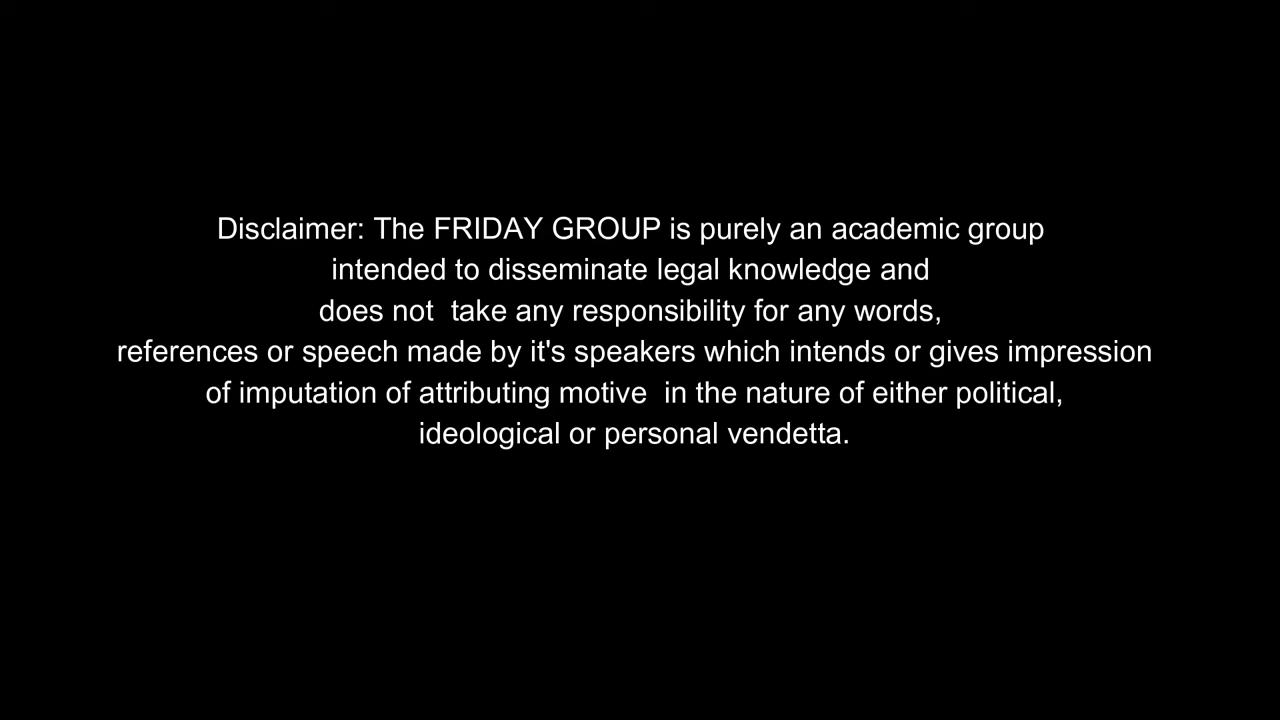 Disclaimer: The FRIDAY GROUP is purely an academic group
intended to disseminate legal knowledge and
does not  take any responsibility for any words,
references or speech made by it's speakers which intends or gives impression
of imputation of attributing motive  in the nature of either political,
ideological or personal vendetta.